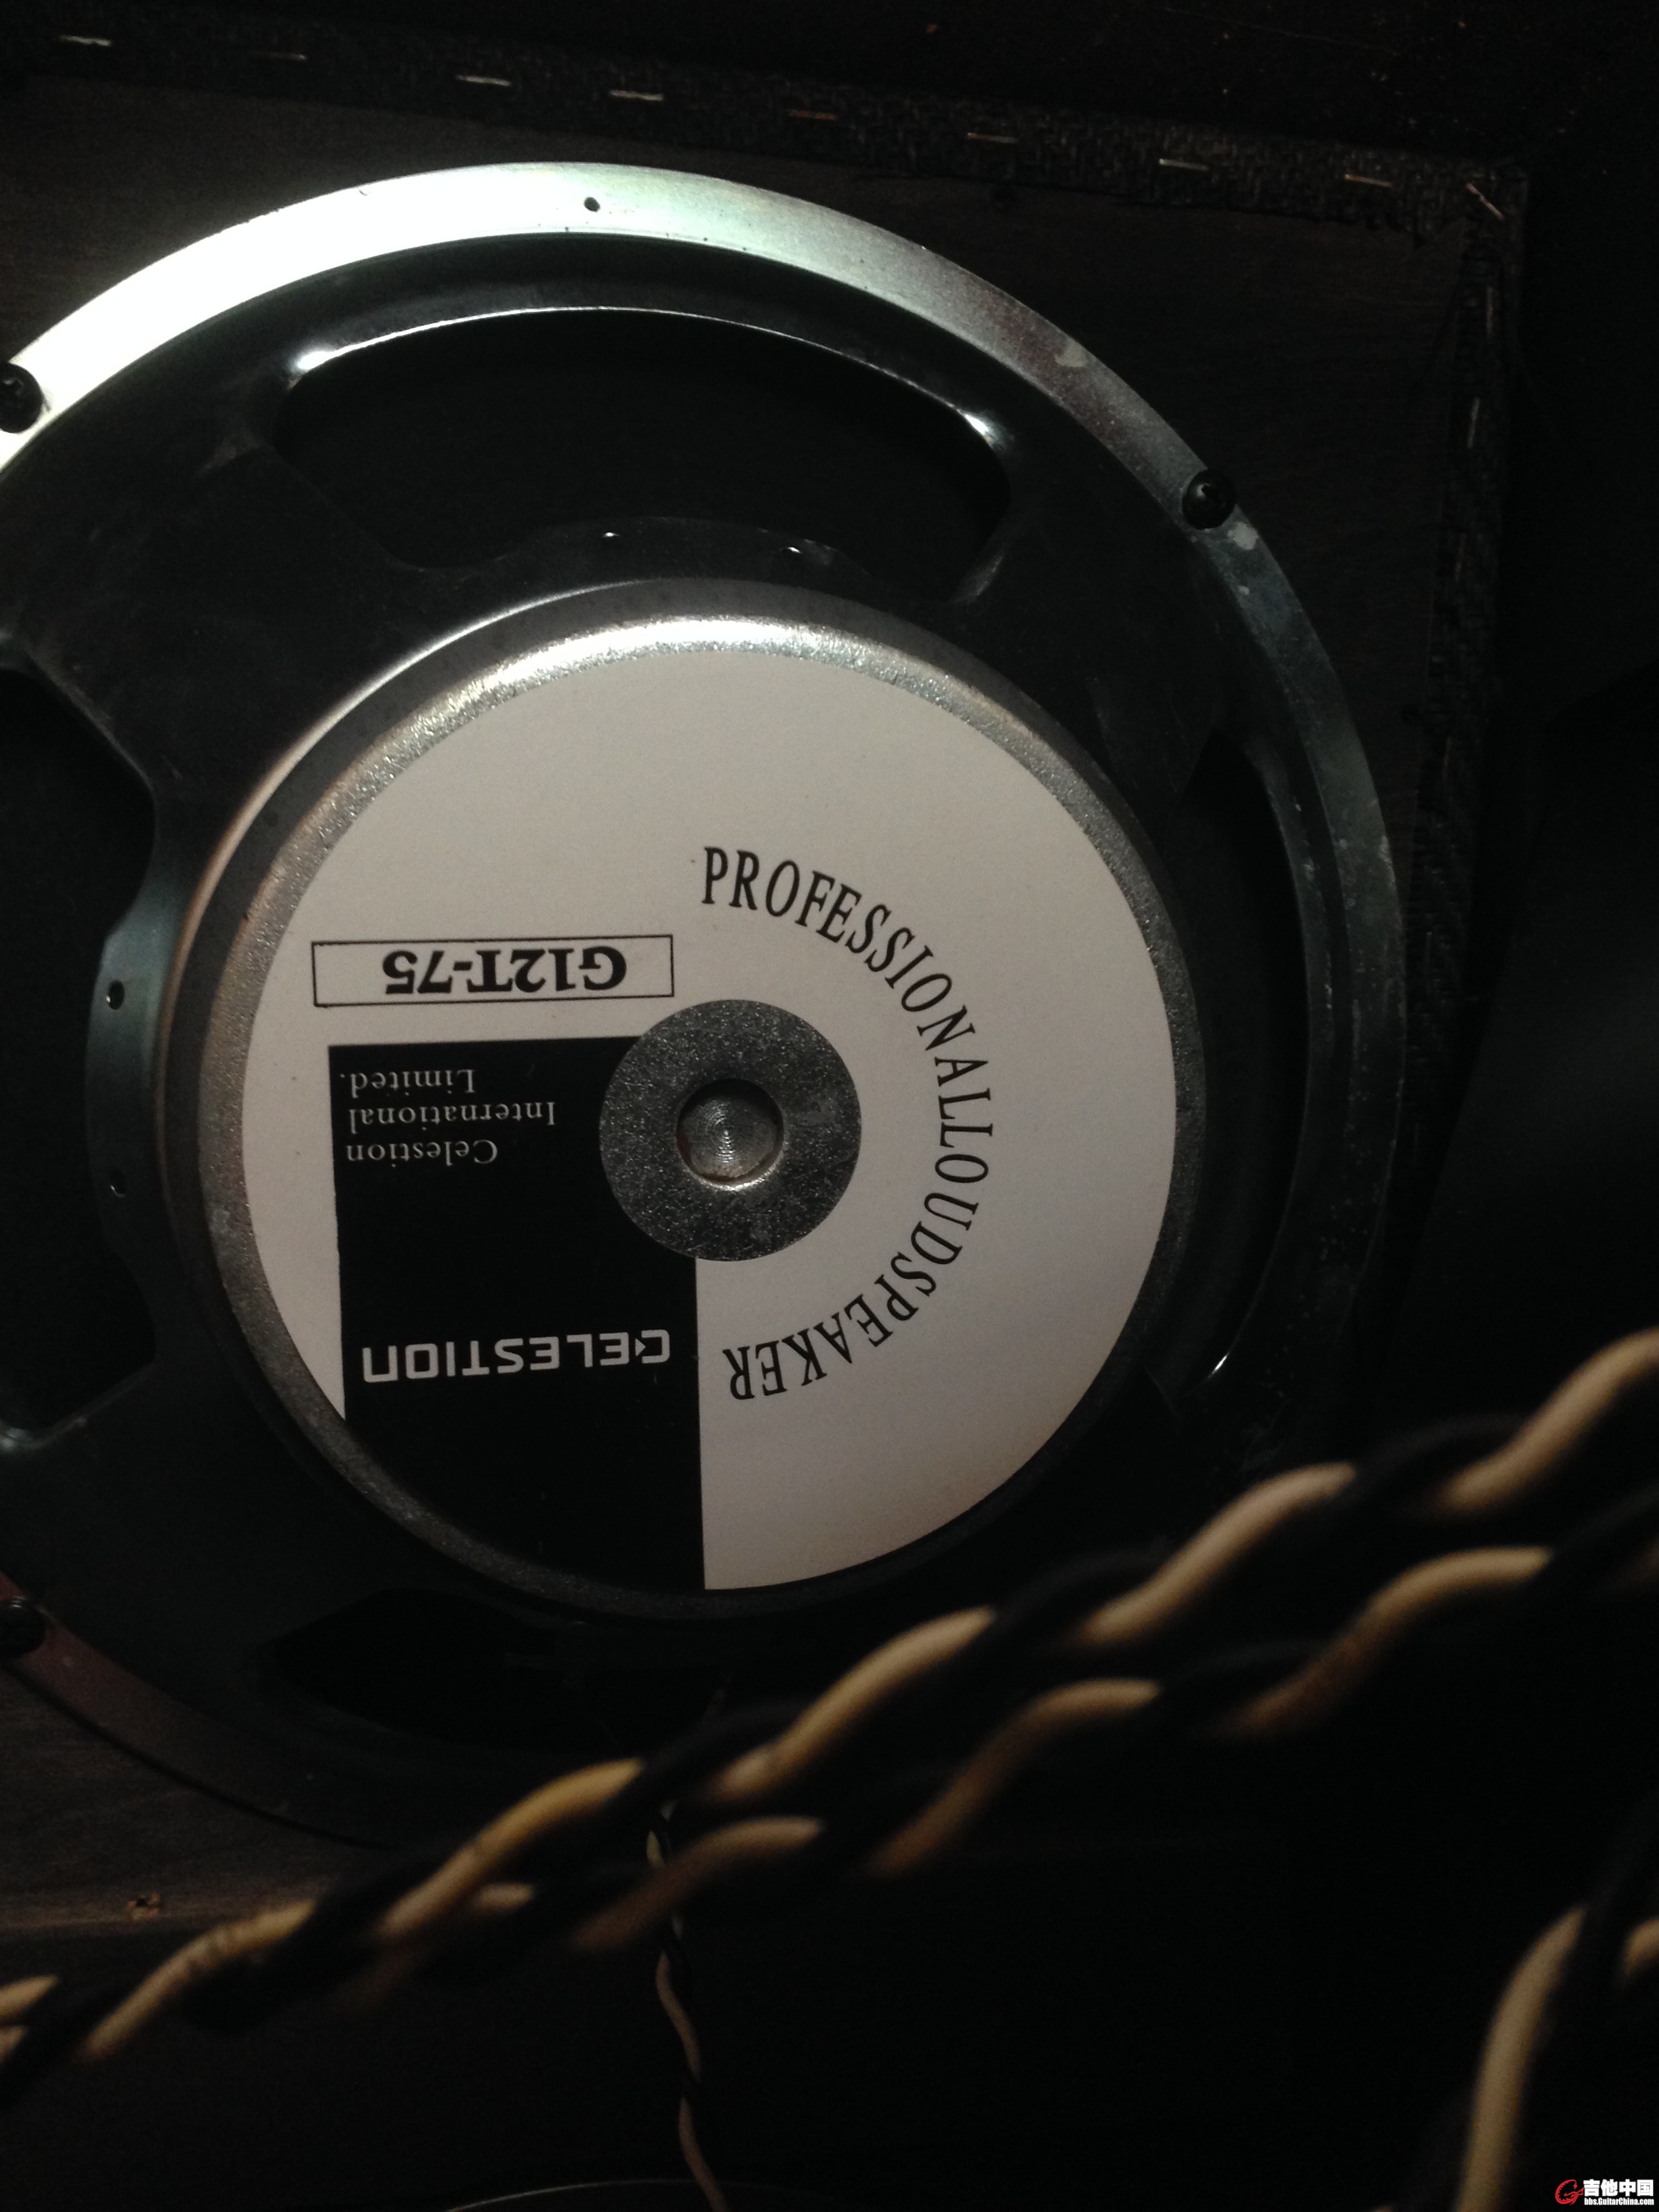 CELESTION
Celestion
International
Limited.
G12T-75
PROFESSIONALLOUDSPEAKER
吉他中国
bbs.GuitarChina.com